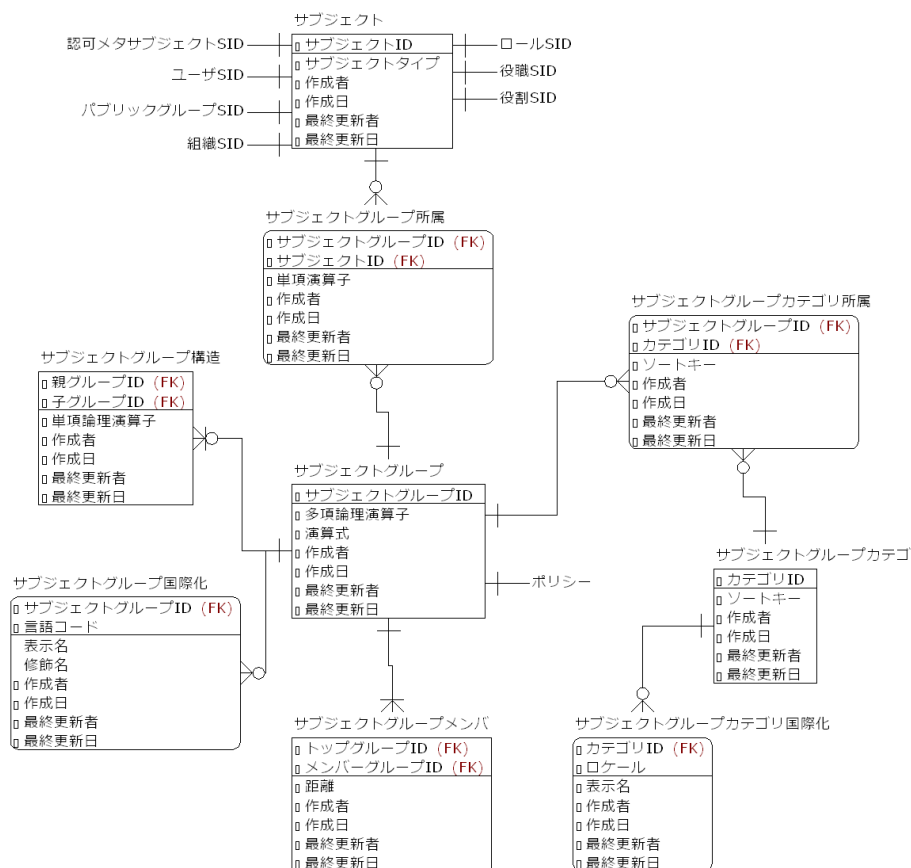 サブジェクト
認可メタサブジェクトSID
ユーザSID
パブリックグループSID
組織SID
サブジェクトID
サブジェクトタイプ
作成者
作成日
最終更新者
最終更新日
ロールSID
役職SID
役割SID
サブジェクトグループ所属
サブジェクトグループID (FK)
サブジェクトID (FK)
単項演算子
作成者
作成日
最終更新者
最終更新日
サブジェクトグループカテゴリ所属
サブジェクトグループID (FK)
カテゴリID (FK)
ソートキー
作成者
作成日
最終更新者
最終更新日
サブジェクトグループ構造
親グループID (FK)
子グループID (FK)
単項論理演算子
作成者
作成日
最終更新者
最終更新日
サブジェクトグループ
サブジェクトグループID
多項論理演算子
演算式
作成者
作成日
最終更新者
最終更新日
ポリシー
サブジェクトグループカテゴ
カテゴリID
ソートキー
作成者
作成日
最終更新者
最終更新日
サブジェクトグループ国際化
サブジェクトグループID (FK)
言語コード
表示名
修飾名
作成者
作成日
最終更新者
最終更新日
サブジェクトグループメンバ
トップグループID (FK)
メンバーグループID (FK)
距離
作成者
作成日
最終更新者
最終更新日
サブジェクトグループカテゴリ国際化
カテゴリID (FK)
ロケール
表示名
作成者
作成日
最終更新者
最終更新日